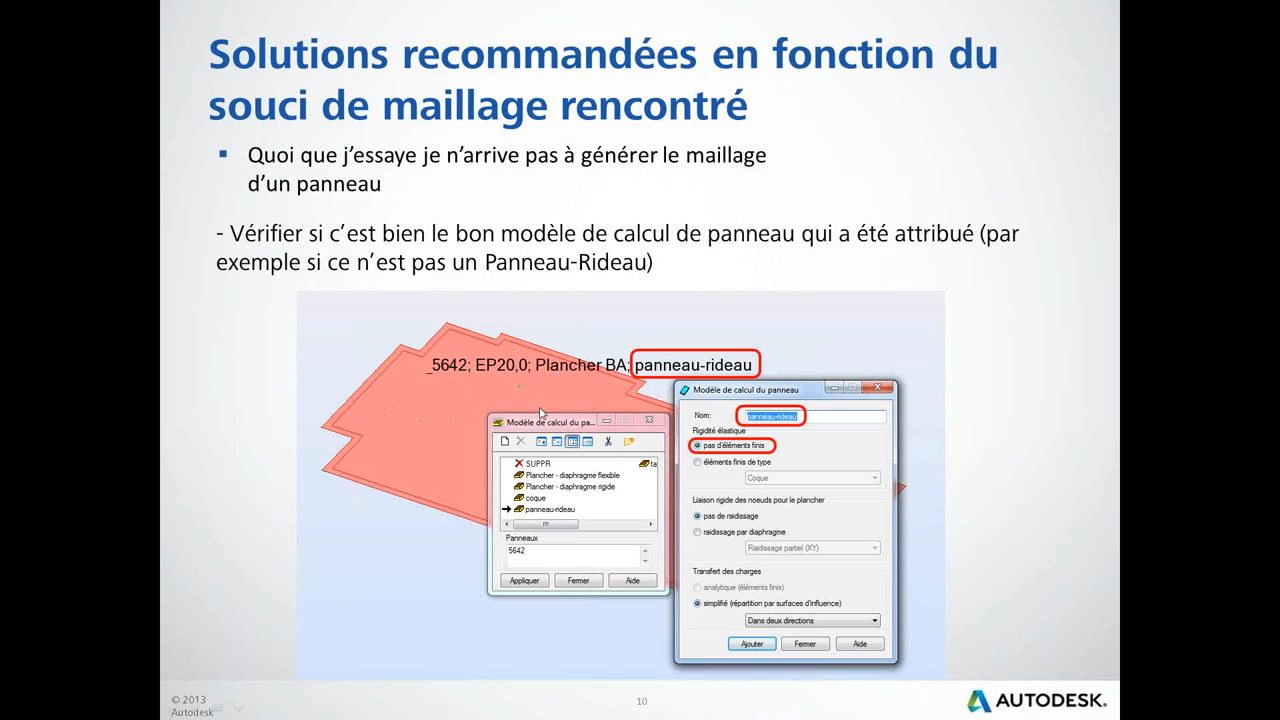 Solutions recommandées en fonction du
souci de maillage rencontré
▪ Quoi que j’essaye je n’arrive pas à générer le maillage
d’un panneau
- Vérifier si c’est bien le bon modèle de calcul de panneau qui a été attribué (par
exemple si ce n’est pas un Panneau-Rideau)
_5642; EP20,0; Plancher BA; panneau-rideau
Modèle de calcul du pa...
SUPPR
ta
Plancher - diaphragme flexible
Plancher - diaphragme rigide
coque
panneau-rideau
Panneaux
5642
Appliquer Fermer Aide
Modèle de calcul du panneau
Nom: panneau-rideau
Rigidité élastique
pas d'éléments finis
éléments finis de type
Coque
Liaison rigide des noeuds pour le plancher
pas de raidissage
raidissage par diaphragme
Raidissage partiel (XY)
Transfert des charges
analytique (éléments finis)
simplifié (répartition par surfaces d'influence)
Dans deux directions
Ajouter Fermer Aide
© 2013
Autodesk
10
AUTODESK.